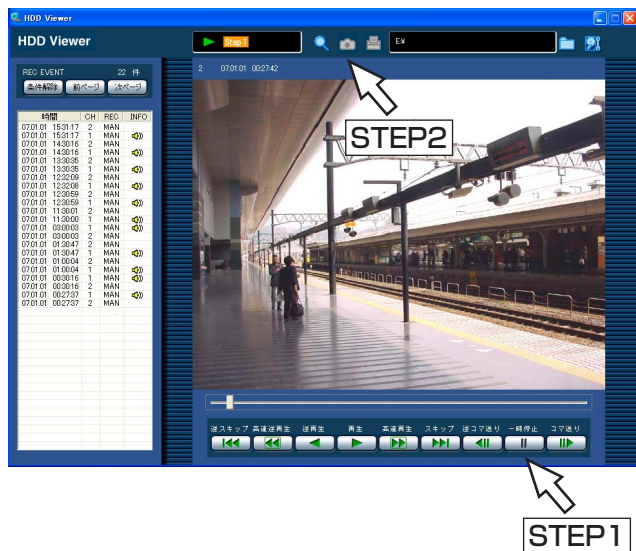 HDD Viewer
HDD Viewer
Step 1
E:¥
REC EVENT 22 件
条件解除 前ページ 次ページ
2 07.01.01 00:27:42
時間 CH REC INFO
07.01.01 15:31:17 2 MAN
07.01.01 15:31:17 1 MAN
07.01.01 14:30:16 2 MAN
07.01.01 14:30:16 1 MAN
07.01.01 13:30:35 2 MAN
07.01.01 13:30:35 1 MAN
07.01.01 12:32:09 2 MAN
07.01.01 12:32:08 1 MAN
07.01.01 12:30:59 2 MAN
07.01.01 12:30:59 1 MAN
07.01.01 11:30:01 2 MAN
07.01.01 11:30:00 1 MAN
07.01.01 03:00:03 1 MAN
07.01.01 03:00:03 2 MAN
07.01.01 01:30:47 2 MAN
07.01.01 01:30:47 1 MAN
07.01.01 01:00:04 2 MAN
07.01.01 01:00:04 1 MAN
07.01.01 00:30:16 1 MAN
07.01.01 00:30:16 2 MAN
07.01.01 00:27:37 1 MAN
07.01.01 00:27:37 2 MAN
STEP2
逆スキップ 高速逆再生 逆再生 再生 高速再生 スキップ 逆コマ送り 一時停止 コマ送り
STEP1